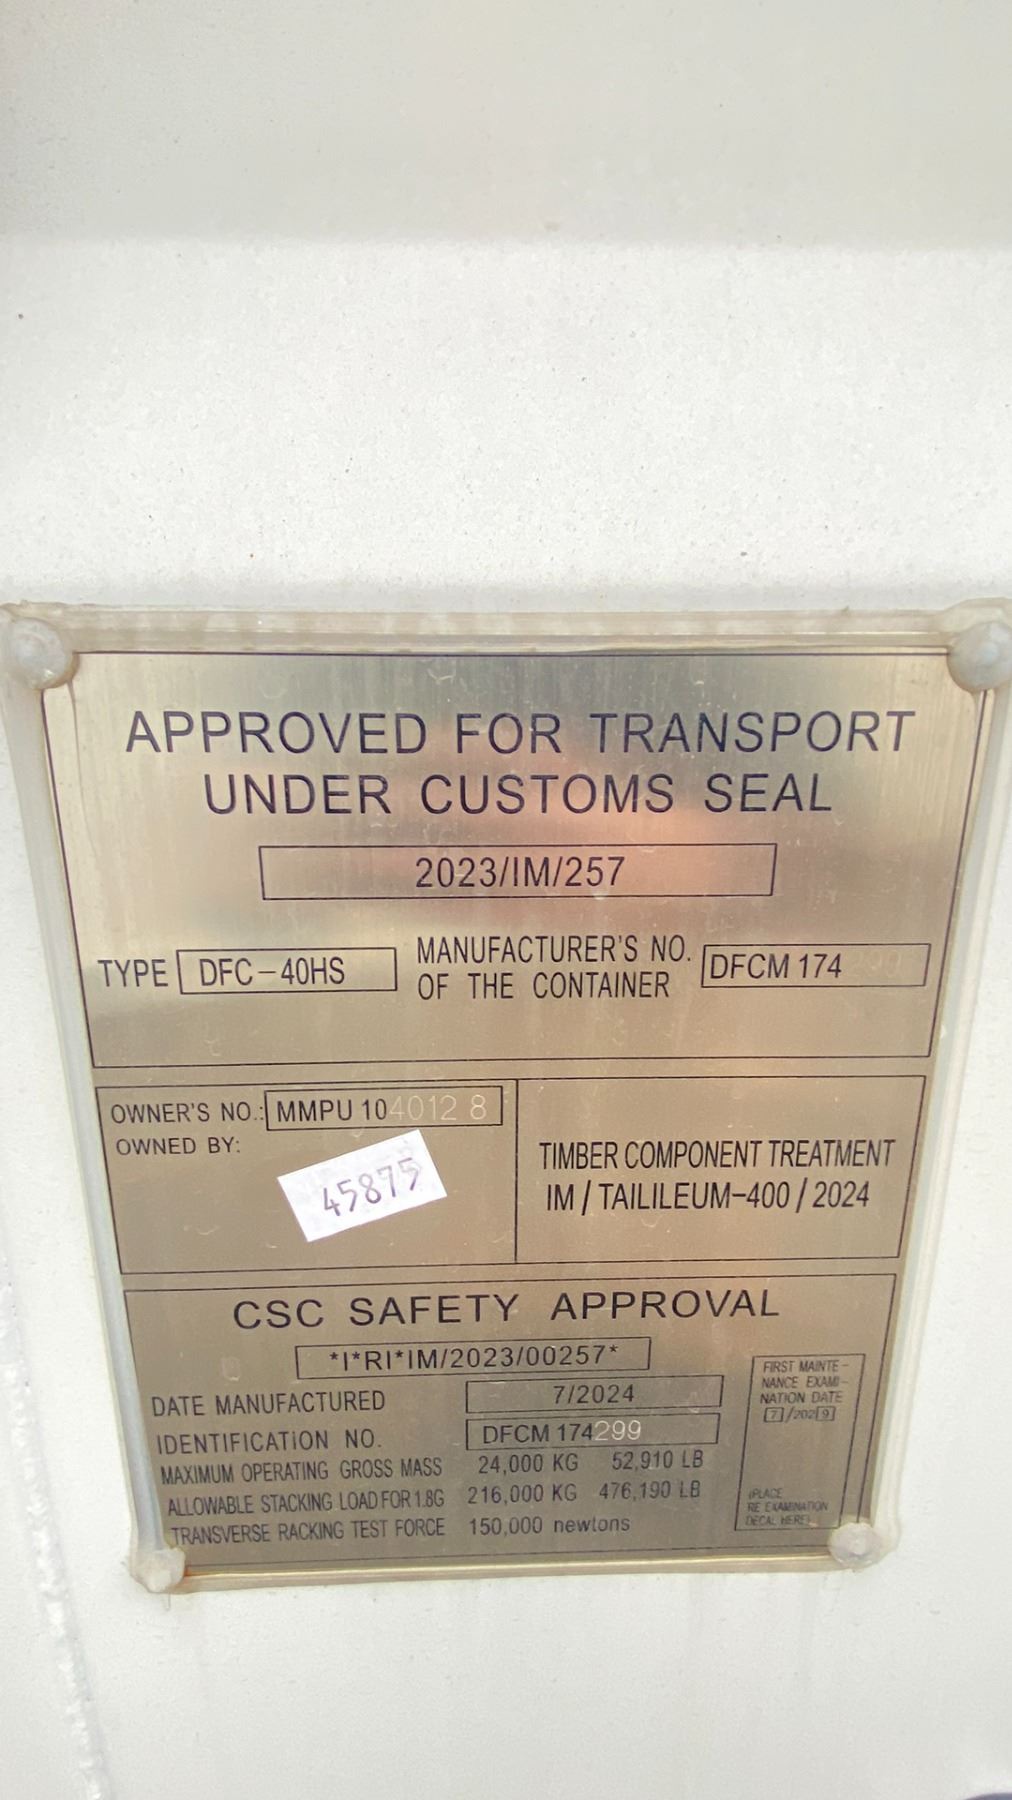 APPROVED FOR TRANSPORT
UNDER CUSTOMS SEAL
2023/IM/257
TYPE DFC-40HS MANUFACTURER'S NO. OF THE CONTAINER DFCM 174
OWNER'S NO.: MMPU 104012 8
OWNED BY:
45875
TIMBER COMPONENT TREATMENT
IM / TAILILEUM-400 / 2024
CSC SAFETY APPROVAL
*I*RI*IM/2023/00257*
DATE MANUFACTURED 7/2024
IDENTIFICATION NO. DFCM 174299
MAXIMUM OPERATING GROSS MASS 24,000 KG 52,910 LB
ALLOWABLE STACKING LOAD FOR 1.8G 216,000 KG 476,190 LB
TRANSVERSE RACKING TEST FORCE 150,000 newtons
FIRST MAINTE-
NANCE EXAMI-
NATION DATE
7/2029
(PLACE
RE EXAMINATION
DECAL HERE)